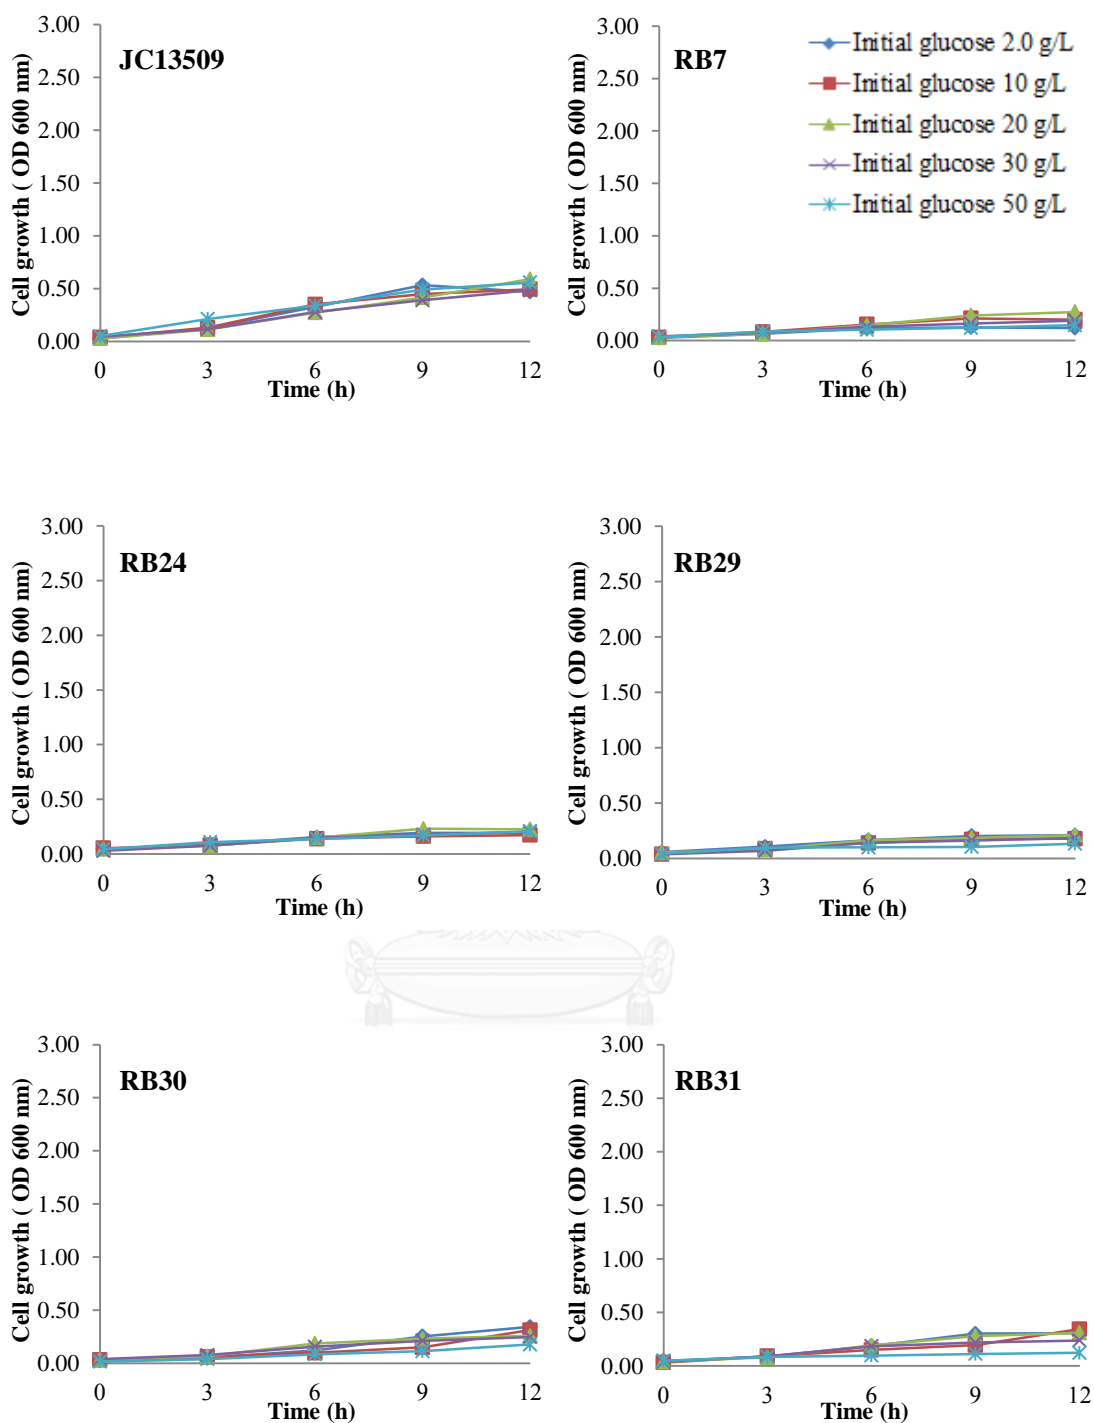 JC13509
3.00
2.50
2.00
1.50
1.00
0.50
0.00
Cell growth ( OD 600 nm)
0 3 6 9 12
Time (h)
RB7
Initial glucose 2.0 g/L
Initial glucose 10 g/L
Initial glucose 20 g/L
Initial glucose 30 g/L
Initial glucose 50 g/L
3.00
2.50
2.00
1.50
1.00
0.50
0.00
Cell growth ( OD 600 nm)
0 3 6 9 12
Time (h)
RB24
3.00
2.50
2.00
1.50
1.00
0.50
0.00
Cell growth ( OD 600 nm)
0 3 6 9 12
Time (h)
RB29
3.00
2.50
2.00
1.50
1.00
0.50
0.00
Cell growth ( OD 600 nm)
0 3 6 9 12
Time (h)
RB30
3.00
2.50
2.00
1.50
1.00
0.50
0.00
Cell growth ( OD 600 nm)
0 3 6 9 12
Time (h)
RB31
3.00
2.50
2.00
1.50
1.00
0.50
0.00
Cell growth ( OD 600 nm)
0 3 6 9 12
Time (h)